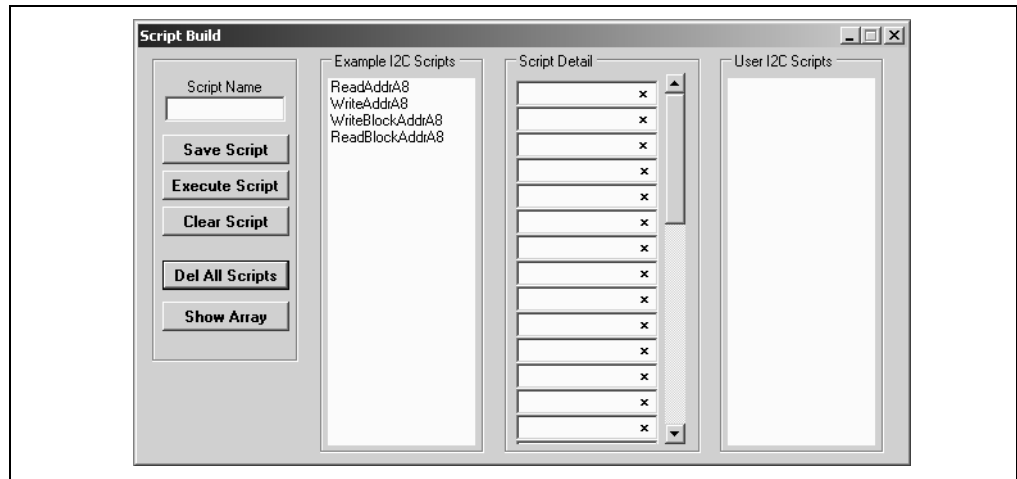 Script Build
Script Name
Save Script
Execute Script
Clear Script
Del All Scripts
Show Array
Example I2C Scripts
ReadAddrA8
WriteAddrA8
WriteBlockAddrA8
ReadBlockAddrA8
Script Detail
x
x
x
x
x
x
x
x
x
x
x
x
x
x
User I2C Scripts